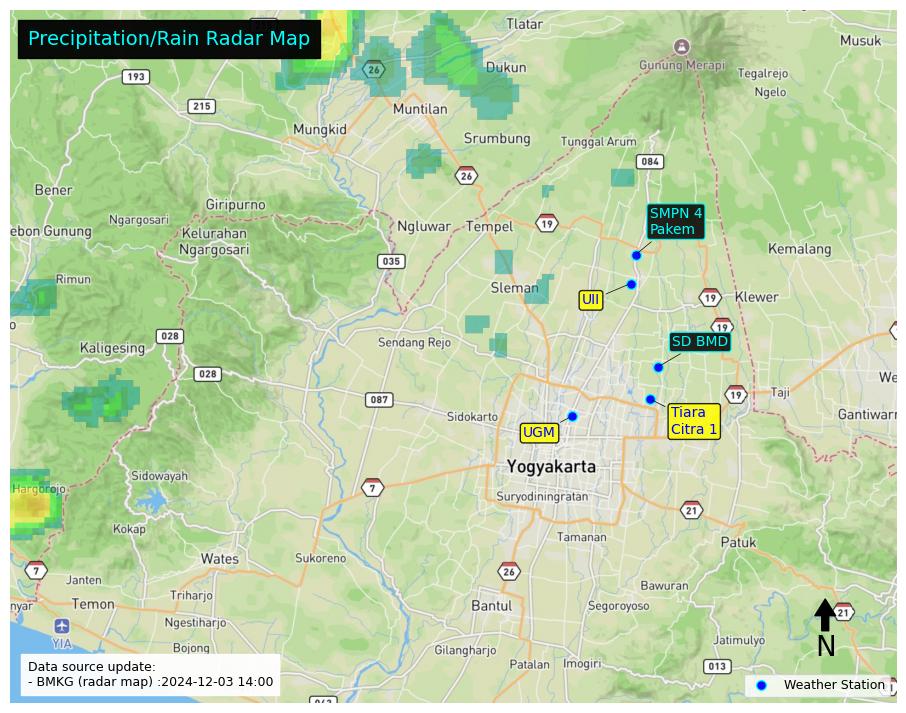 Precipitation/Rain Radar Map
Tlatar
Musuk
193
26
Dukun
Gunung Merapi
Tegalrejo
215
Muntilan
Ngelo
Mungkid
Srumbung
Tunggal Arum
084
26
Bener
Giripurno
Ngargosari
SMPN 4
Pakem
ebon Gunung
Kelurahan
Ngargosari
Ngluwar
Tempel
19
Kemalang
035
Rimun
Sleman
UII
19
Klewer
19
028
Sendang Rejo
SD BMD
Kaligesing
028
087
19
Taji
We
Sidokarto
Tiara
Citra 1
Gantiwarn
UGM
Yogyakarta
Sidowayah
Hargorojo
7
Suryodiningratan
21
Kokap
Tamanan
Patuk
Wates
Sukoreno
7
26
Janten
Bawuran
Triharjo
nyar
Temon
Bantul
Segoroyoso
21
Ngestiharjo
YIA
N
Bojong
Gilangharjo
Jatimulyo
Patalan
Imogiri
013
Data source update:
- BMKG (radar map) :2024-12-03 14:00
Weather Station